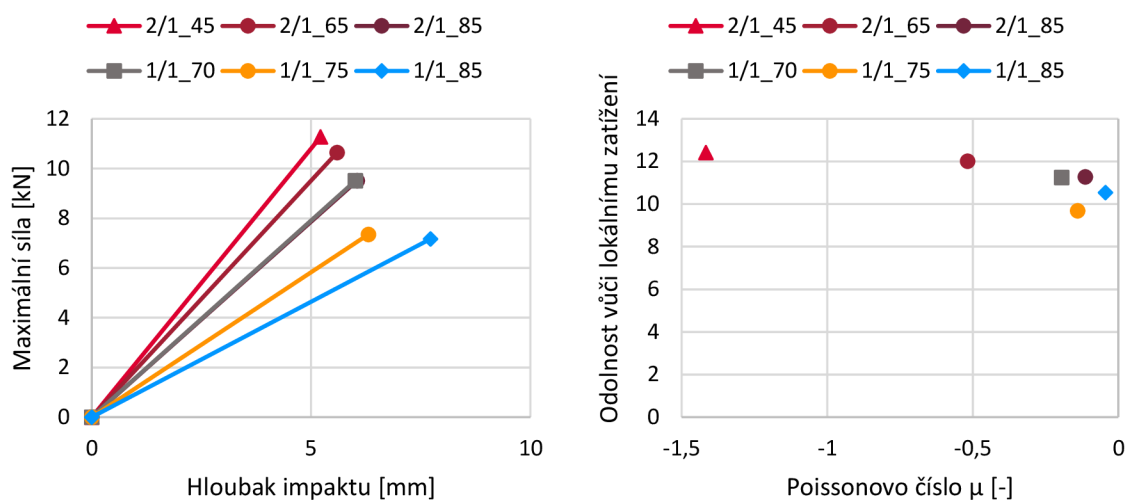 2/1_45 2/1_65 2/1_85
1/1_70 1/1_75 1/1_85
Maximální síla [kN]
12
10
8
6
4
2
0
0 5 10
Hloubak impaktu [mm]
2/1_45 2/1_65 2/1_85
1/1_70 1/1_75 1/1_85
Odolnost vůči lokálnímu zatížení
14
12
10
8
6
4
2
0
-1,5 -1 -0,5 0
Poissonovo číslo µ [-]